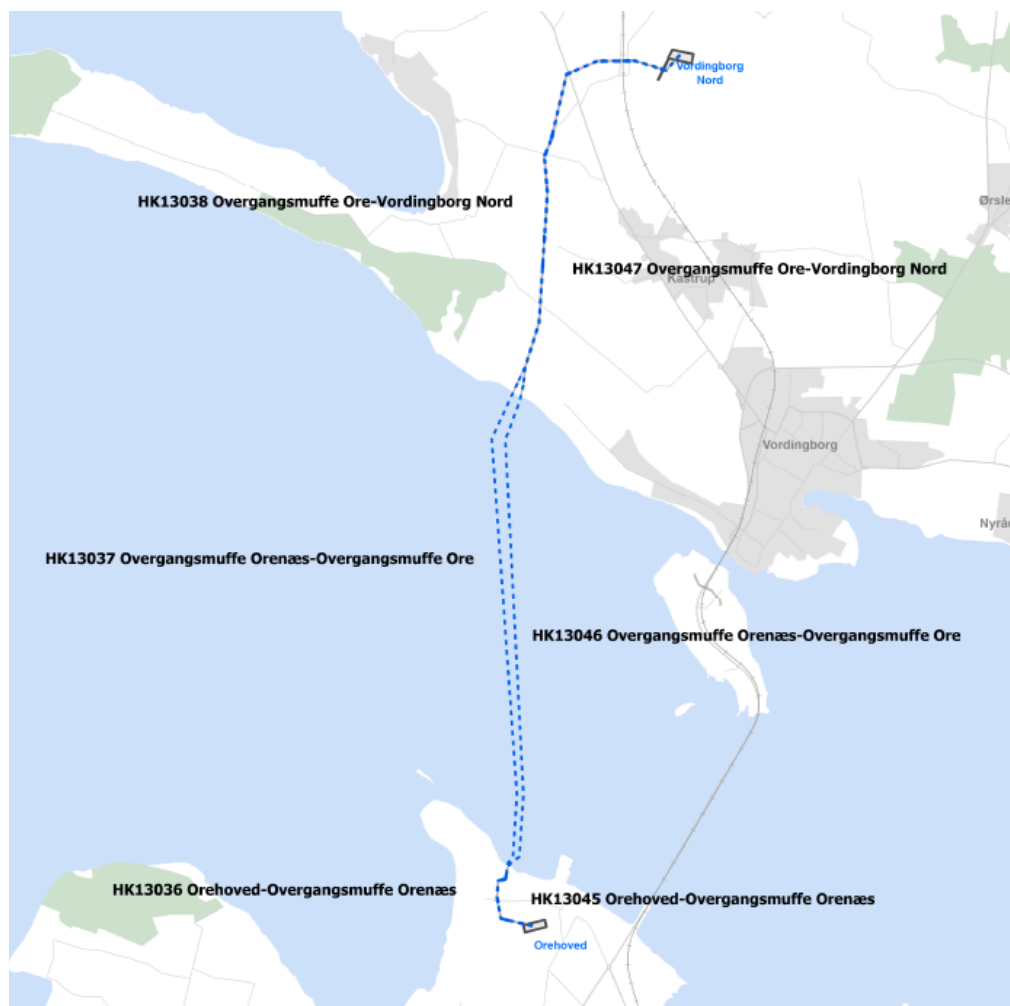 Vordingborg
Nord
HK13038 Overgangsmuffe Ore-Vordingborg Nord
Ørsle
HK13047 Overgangsmuffe Ore-Vordingborg Nord
Kastrup
Vordingborg
Nyråd
HK13037 Overgangsmuffe Orenæs-Overgangsmuffe Ore
HK13046 Overgangsmuffe Orenæs-Overgangsmuffe Ore
HK13036 Orehoved-Overgangsmuffe Orenæs
HK13045 Orehoved-Overgangsmuffe Orenæs
Orehoved